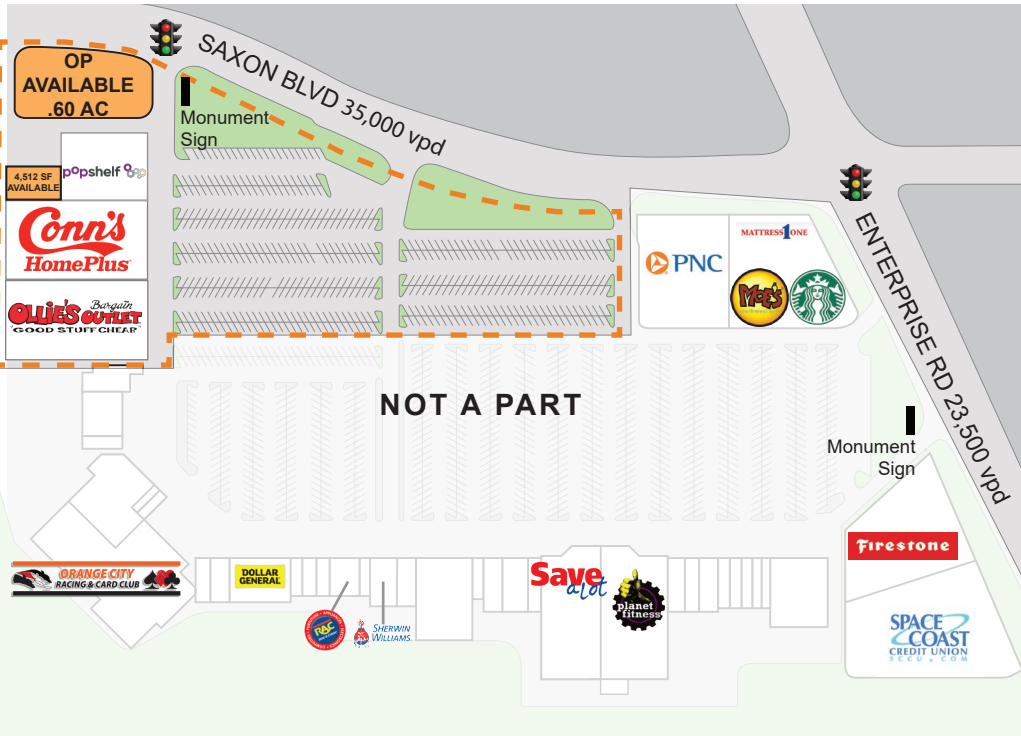 OP
AVAILABLE
.60 AC
SAXON BLVD 35,000 vpd
Monument
Sign
popshelf
4,512 SF
AVAILABLE
Conn's
HomePlus
OLLIE'S Bargain
OUTLET
GOOD STUFF CHEAP
PNC
MATTRESS1ONE
MOE'S
ENTERPRISE RD 23,500 vpd
NOT A PART
Monument
Sign
Firestone
ORANGE CITY
RACING & CARD CLUB
DOLLAR
GENERAL
Save
a lot
planet
fitness
RAC
SHERWIN
WILLIAMS.
SPACE
COAST
CREDIT UNION
SCCU.COM